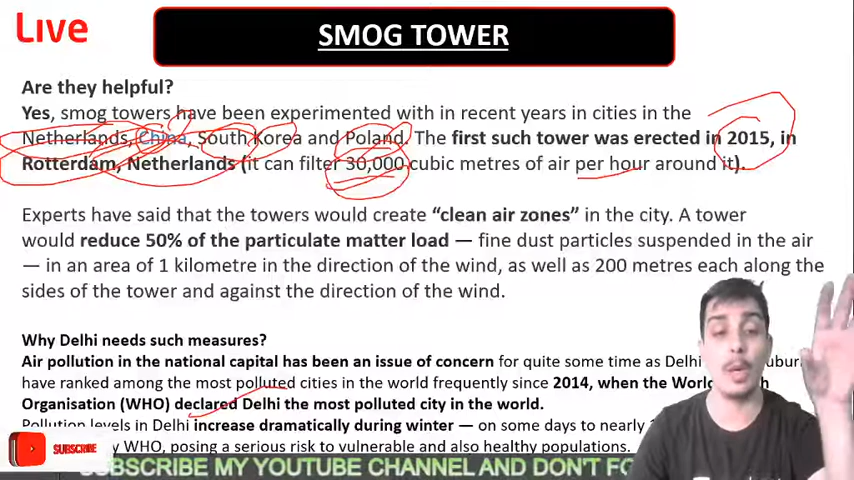 Live
SMOG TOWER
Are they helpful?
Yes, smog towers have been experimented with in recent years in cities in the
Netherlands, China, South Korea and Poland. The first such tower was erected in 2015, in
Rotterdam, Netherlands (it can filter 30,000 cubic metres of air per hour around it).
Experts have said that the towers would create “clean air zones” in the city. A tower
would reduce 50% of the particulate matter load — fine dust particles suspended in the air
— in an area of 1 kilometre in the direction of the wind, as well as 200 metres each along the
sides of the tower and against the direction of the wind.
Why Delhi needs such measures?
Air pollution in the national capital has been an issue of concern for quite some time as Delhi
have ranked among the most polluted cities in the world frequently since 2014, when the World
Organisation (WHO) declared Delhi the most polluted city in the world.
Pollution levels in Delhi increase dramatically during winter — on some days to nearly
by WHO, posing a serious risk to vulnerable and also healthy populations.
SUBSCRIBE
SUBSCRIBE MY YOUTUBE CHANNEL AND DON'T